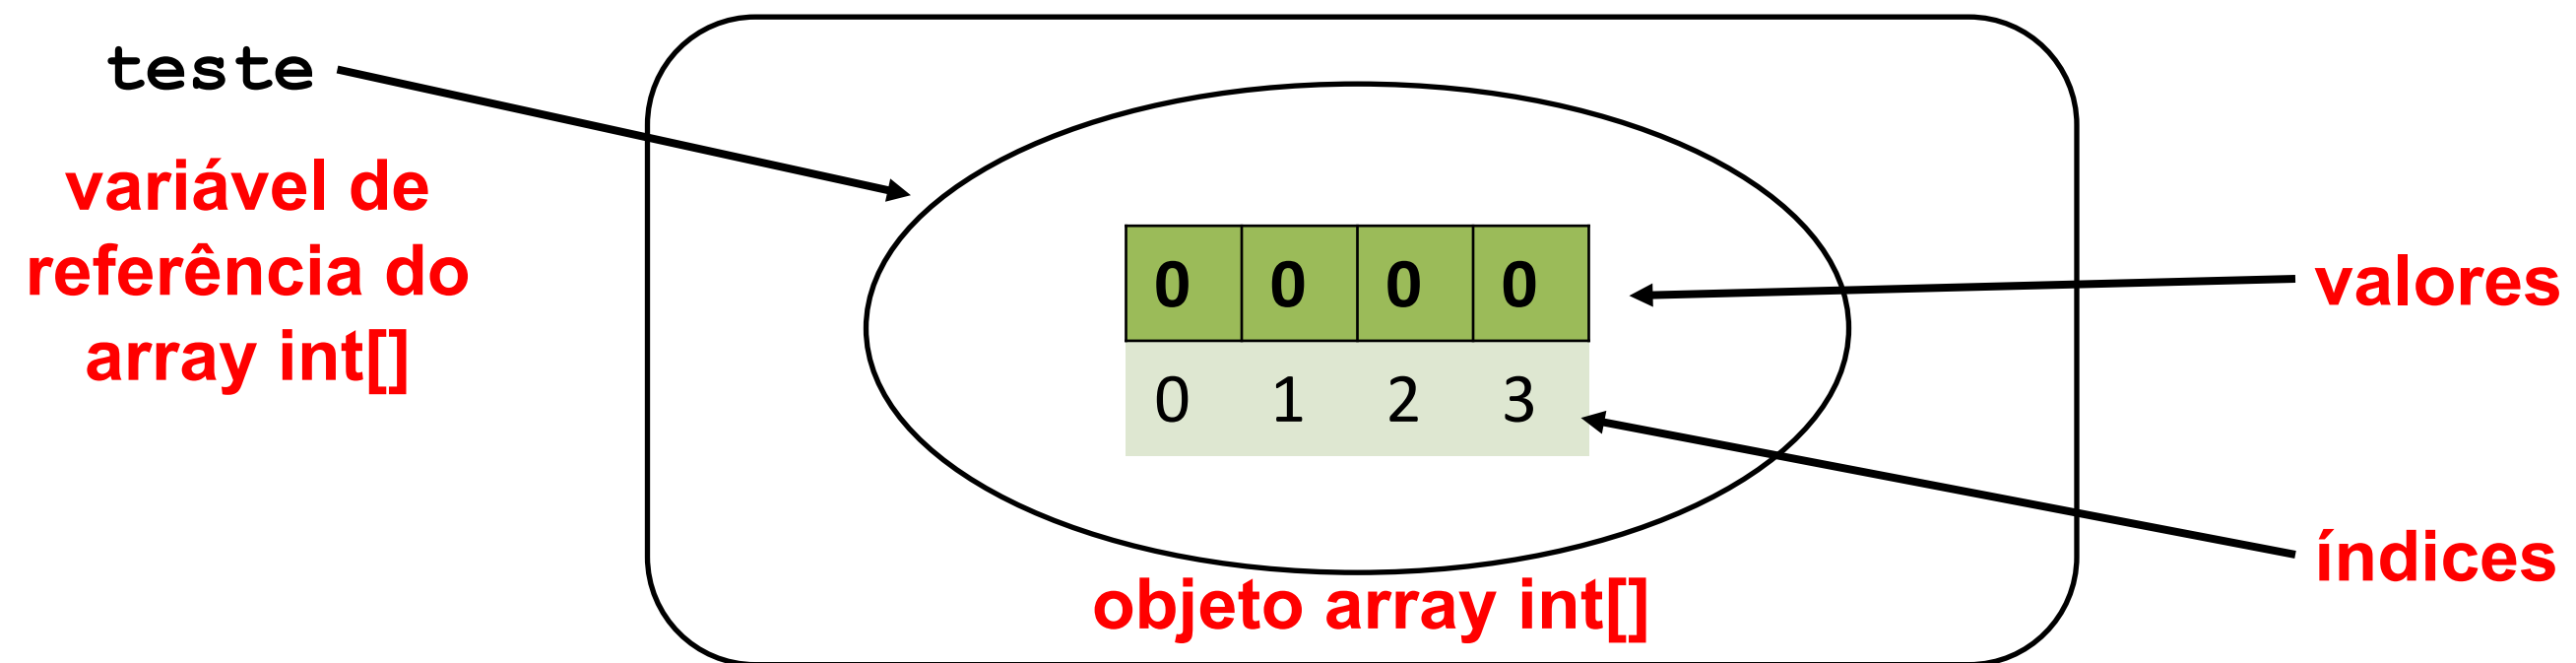 teste
variável de
referência do
array int[]
0 0 0 0
0 1 2 3
valores
índices
objeto array int[]